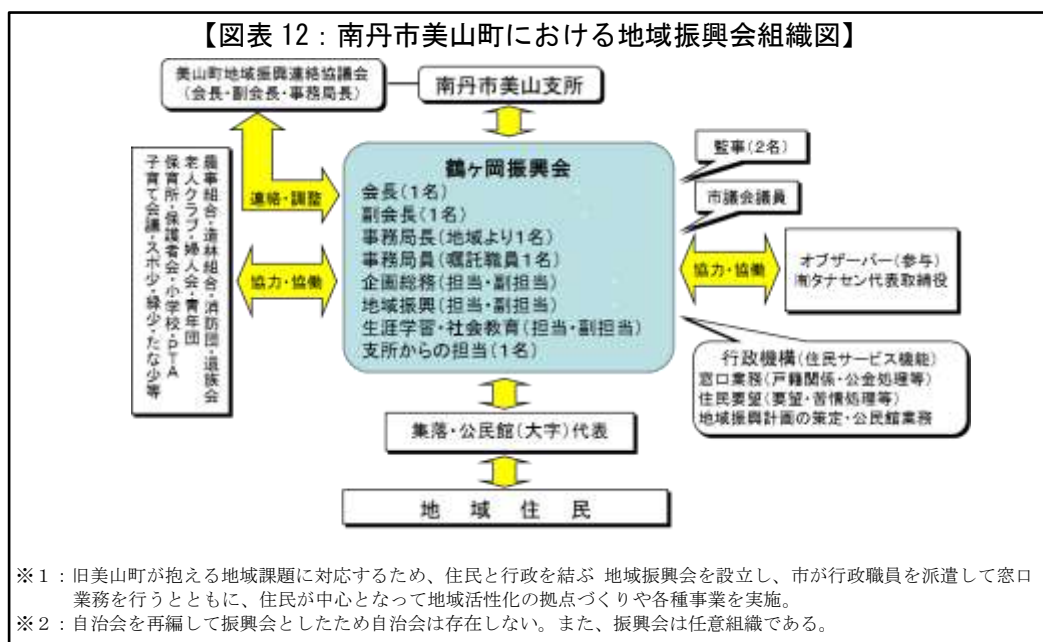 【図表 12：南丹市美山町における地域振興会組織図】
美山町地域振興連絡協議会
（会長・副会長・事務局長）
南丹市美山支所
監事（2名）
市議会議員
連絡・調整
鶴ヶ岡振興会
会長（1名）
副会長（1名）
事務局長（地域より1名）
事務局員（嘱託職員1名）
企画総務（担当・副担当）
地域振興（担当・副担当）
生涯学習・社会教育（担当・副担当）
支所からの担当（1名）
農事組合・造林組合・消防団・遺族会
老人クラブ・婦人会・青年団
保育所・保護者会・小学校・PTA
子育て会議・スポ少・緑少・たな少等
協力・協働
協力・協働
オブザーバー（参与）
㈲タナセン代表取締役
行政機構（住民サービス機能）
窓口業務（戸籍関係・公金処理等）
住民要望（要望・苦情処理等）
地域振興計画の策定・公民館業務
集落・公民館（大字）代表
地 域 住 民
※１：旧美山町が抱える地域課題に対応するため、住民と行政を結ぶ 地域振興会を設立し、市が行政職員を派遣して窓口
業務を行うとともに、住民が中心となって地域活性化の拠点づくりや各種事業を実施。
※２：自治会を再編して振興会としたため自治会は存在しない。また、振興会は任意組織である。